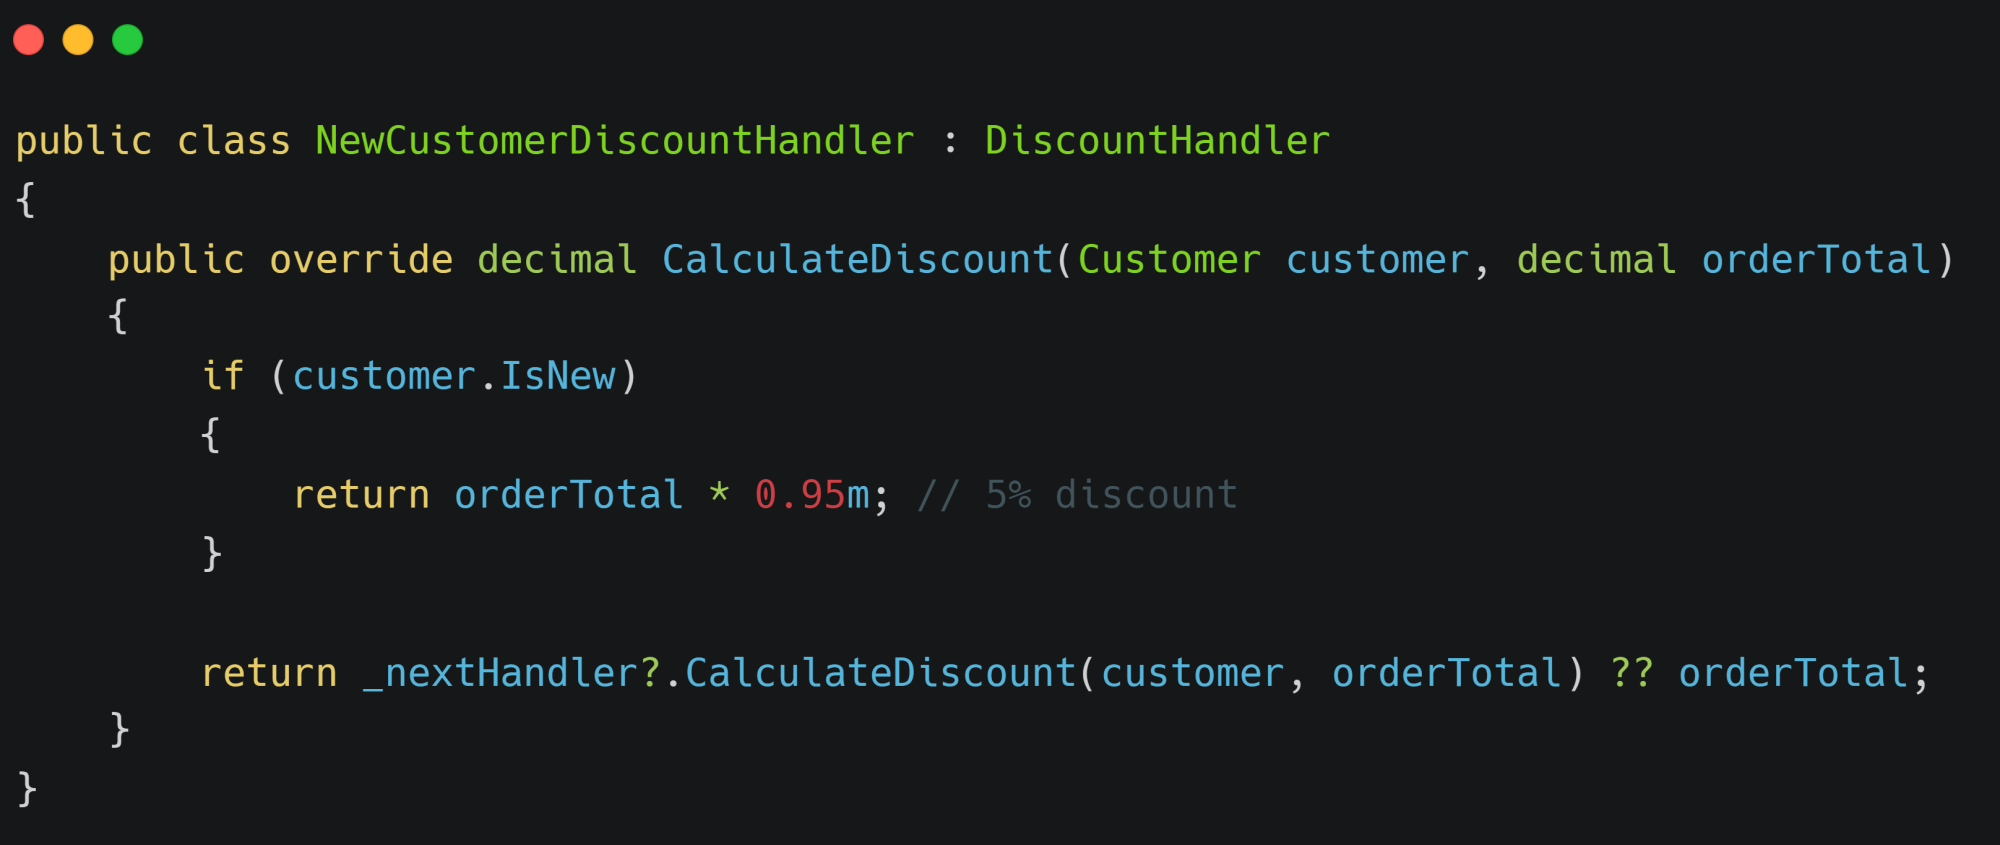 public class NewCustomerDiscountHandler : DiscountHandler
{
    public override decimal CalculateDiscount(Customer customer, decimal orderTotal)
    {
        if (customer.IsNew)
        {
            return orderTotal * 0.95m; // 5% discount
        }

        return _nextHandler?.CalculateDiscount(customer, orderTotal) ?? orderTotal;
    }
}